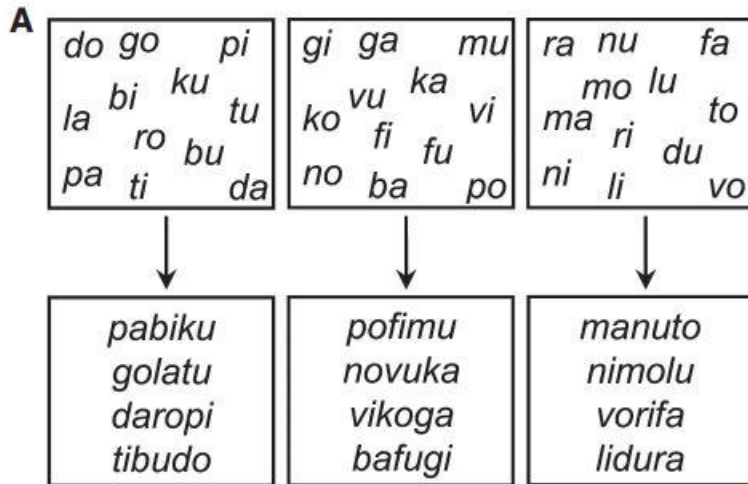 A
do go pi
bi ku
la tu
ro bu
pa ti da
gi ga mu
vu ka
ko vi
fi fu
no ba po
ra nu fa
mo lu
ma to
ri du
ni li vo
pabiku
golatu
daropi
tibudo
pofimu
novuka
vikoga
bafugi
manuto
nimolu
vorifa
lidura